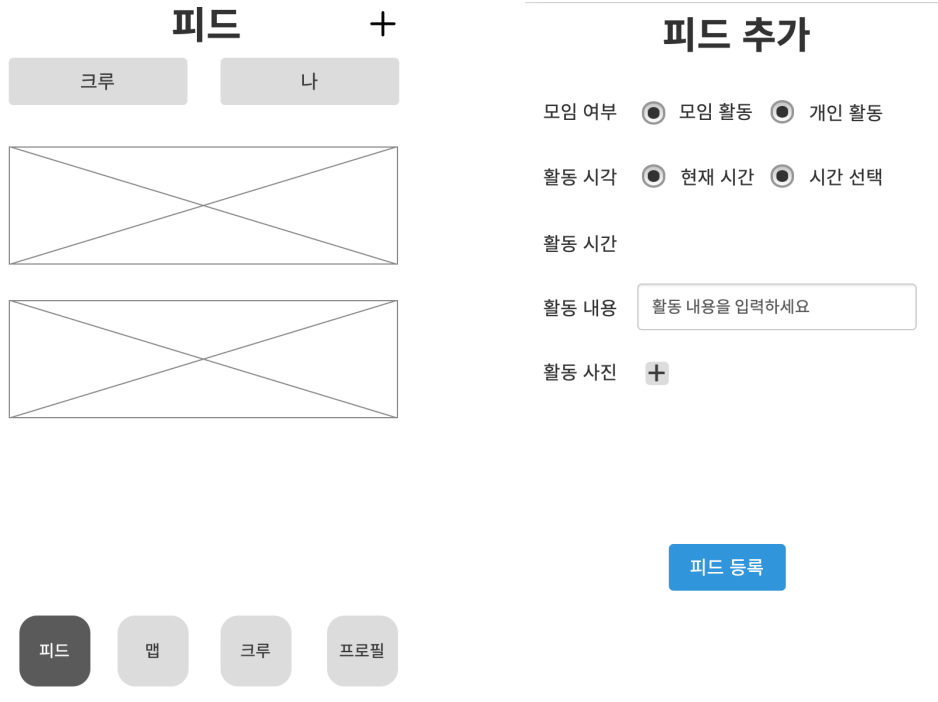 피드 +
크루 나
피드 맵 크루 프로필
피드 추가
모임 여부 모임 활동 개인 활동
활동 시각 현재 시간 시간 선택
활동 시간
활동 내용 활동 내용을 입력하세요
활동 사진 +
피드 등록